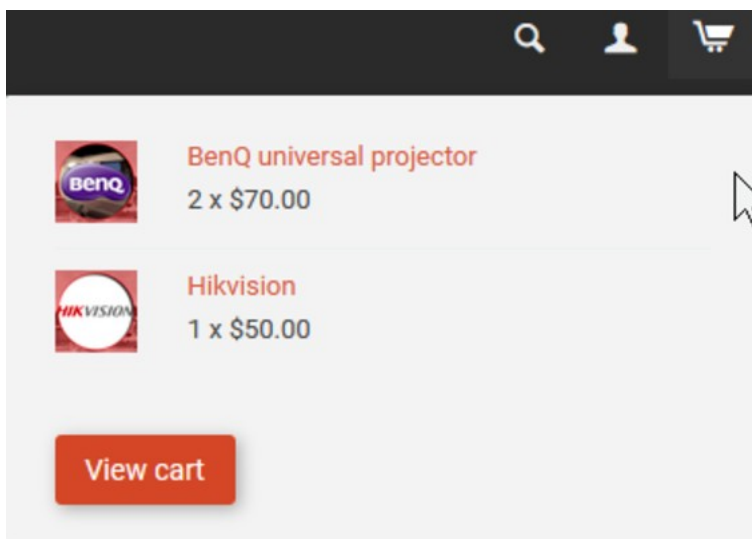 BenQ
BenQ universal projector
2 x $70.00
HIKVISION
Hikvision
1 x $50.00
View cart